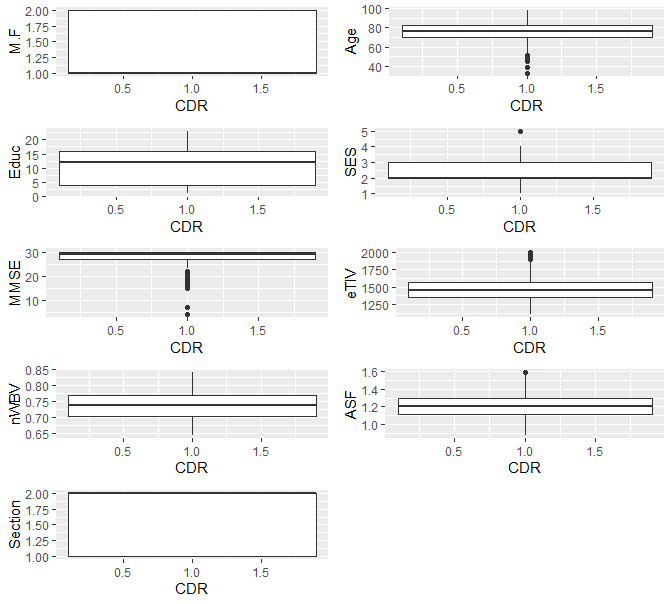 M.F
2.00
1.75
1.50
1.25
1.00
0.5 1.0 1.5
CDR
Age
100
80
60
40
0.5 1.0 1.5
CDR
Educ
20
15
10
5
0
0.5 1.0 1.5
CDR
SES
5
4
3
2
1
0.5 1.0 1.5
CDR
MMSE
30
20
10
0.5 1.0 1.5
CDR
eTIV
2000
1750
1500
1250
0.5 1.0 1.5
CDR
nWBV
0.85
0.80
0.75
0.70
0.65
0.5 1.0 1.5
CDR
ASF
1.6
1.4
1.2
1.0
0.5 1.0 1.5
CDR
Section
2.00
1.75
1.50
1.25
1.00
0.5 1.0 1.5
CDR